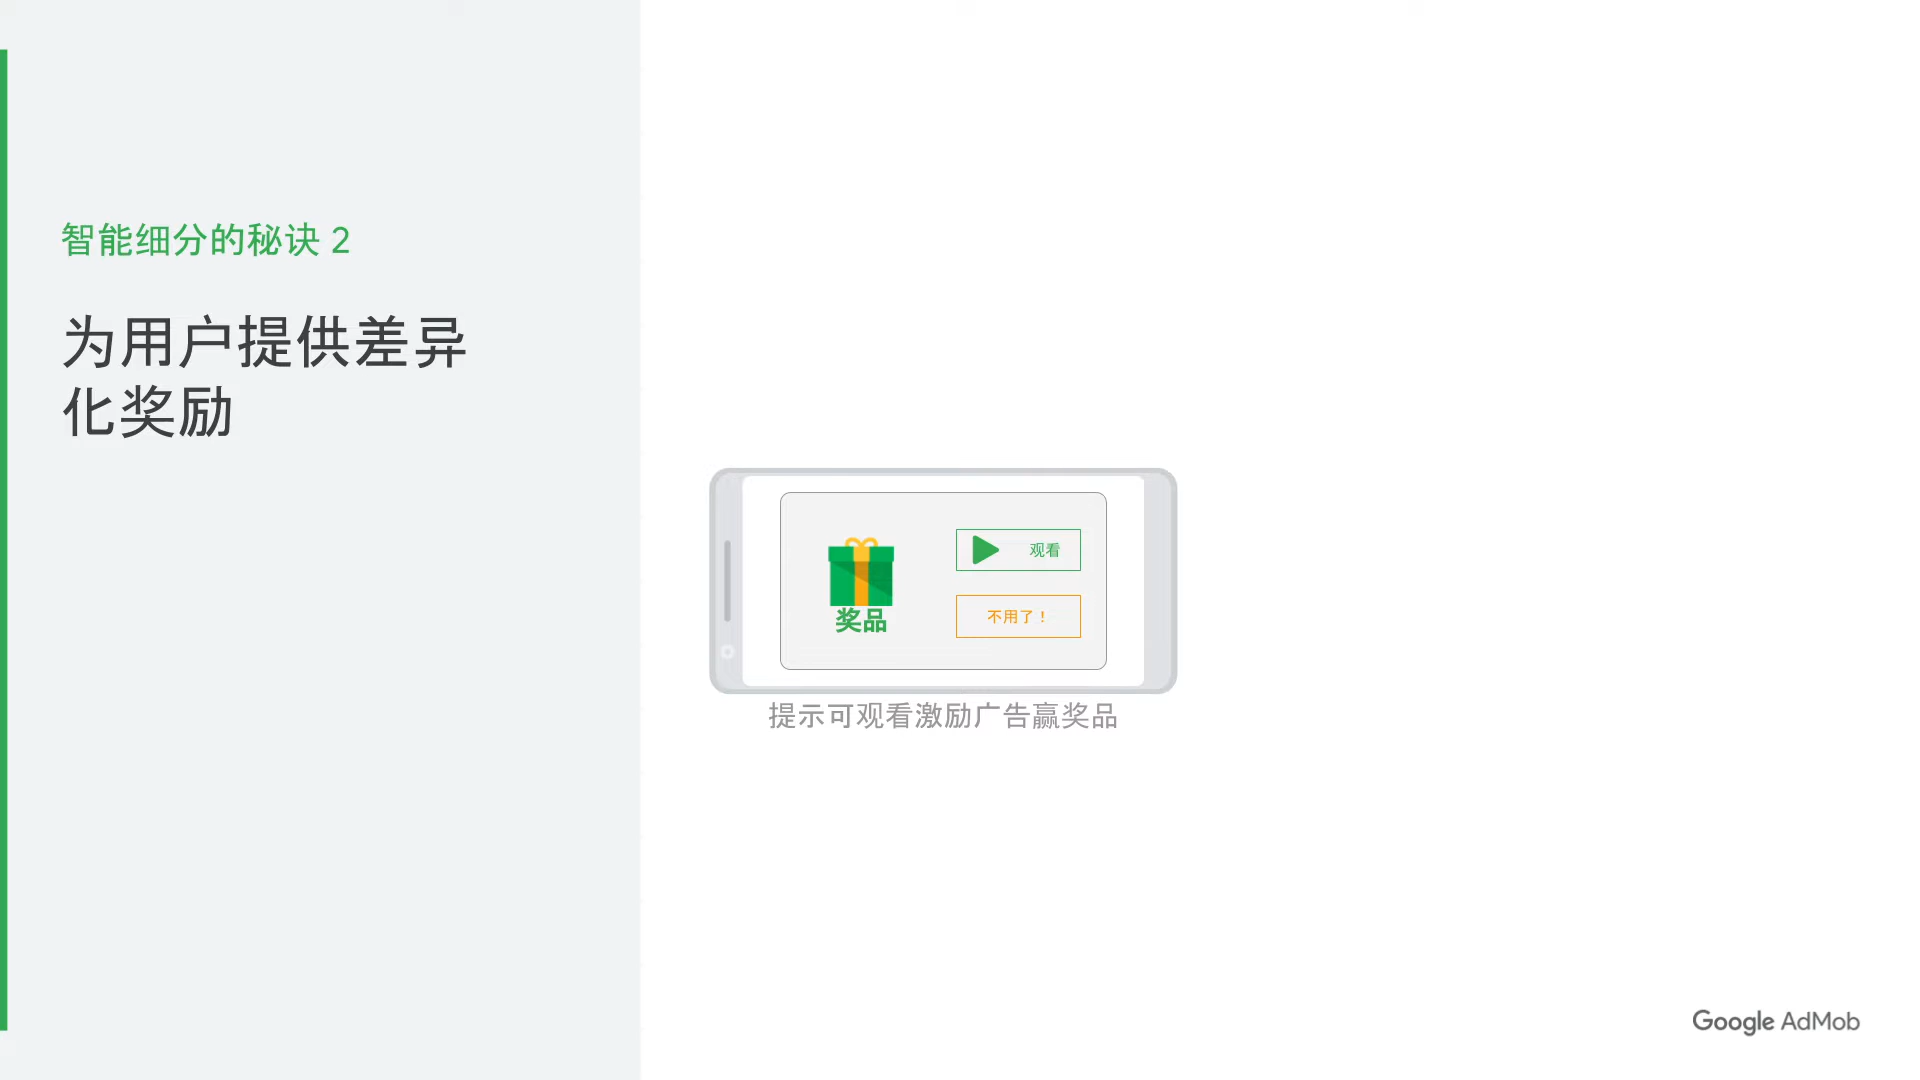 智能细分的秘诀 2
为用户提供差异
化奖励
观看
不用了！
奖品
提示可观看激励广告赢奖品
Google AdMob